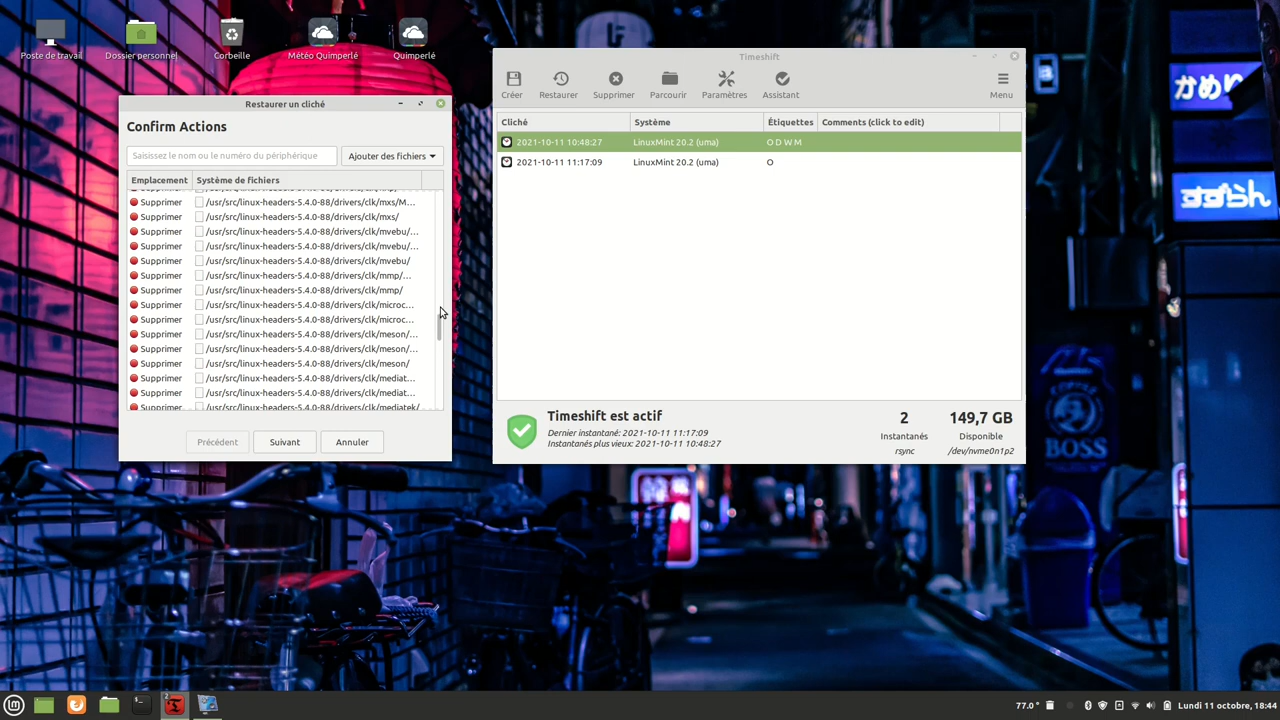 Poste de travail
Dossier personnel
Corbeille
Météo Quimperlé
Quimperlé
Restaurer un cliché
Confirm Actions
Saisissez le nom ou le numéro du périphérique
Ajouter des fichiers
Emplacement Système de fichiers
Supprimer /usr/src/linux-headers-5.4.0-88/drivers/clk/mxs/M...
Supprimer /usr/src/linux-headers-5.4.0-88/drivers/clk/mxs/
Supprimer /usr/src/linux-headers-5.4.0-88/drivers/clk/mvebu/...
Supprimer /usr/src/linux-headers-5.4.0-88/drivers/clk/mvebu/...
Supprimer /usr/src/linux-headers-5.4.0-88/drivers/clk/mvebu/
Supprimer /usr/src/linux-headers-5.4.0-88/drivers/clk/mmp/...
Supprimer /usr/src/linux-headers-5.4.0-88/drivers/clk/mmp/
Supprimer /usr/src/linux-headers-5.4.0-88/drivers/clk/microc...
Supprimer /usr/src/linux-headers-5.4.0-88/drivers/clk/microc...
Supprimer /usr/src/linux-headers-5.4.0-88/drivers/clk/meson/...
Supprimer /usr/src/linux-headers-5.4.0-88/drivers/clk/meson/...
Supprimer /usr/src/linux-headers-5.4.0-88/drivers/clk/meson/
Supprimer /usr/src/linux-headers-5.4.0-88/drivers/clk/mediat...
Supprimer /usr/src/linux-headers-5.4.0-88/drivers/clk/mediat...
Supprimer /usr/src/linux-headers-5.4.0-88/drivers/clk/mediatek/
Précédent Suivant Annuler
Timeshift
Créer Restaurer Supprimer Parcourir Paramètres Assistant Menu
Cliché Système Étiquettes Comments (click to edit)
2021-10-11 10:48:27 LinuxMint 20.2 (uma) O D W M
2021-10-11 11:17:09 LinuxMint 20.2 (uma) O
Timeshift est actif
Dernier instantané: 2021-10-11 11:17:09
Instantanés plus vieux: 2021-10-11 10:48:27
2
Instantanés
rsync
149,7 GB
Disponible
/dev/nvme0n1p2
BOSS
77.0° Lundi 11 octobre, 18:44